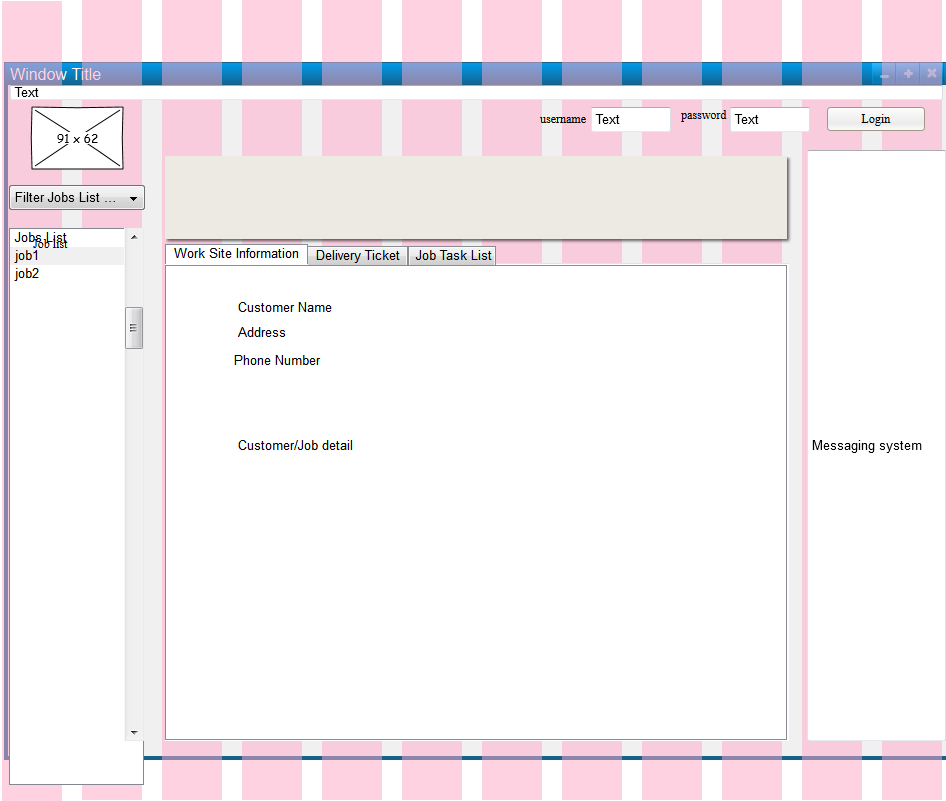 Window Title
Text
91 x 62
username
Text
password
Text
Login
Filter Jobs List ...
Jobs List
Job list
job1
job2
Work Site Information
Delivery Ticket
Job Task List
Customer Name
Address
Phone Number
Customer/Job detail
Messaging system